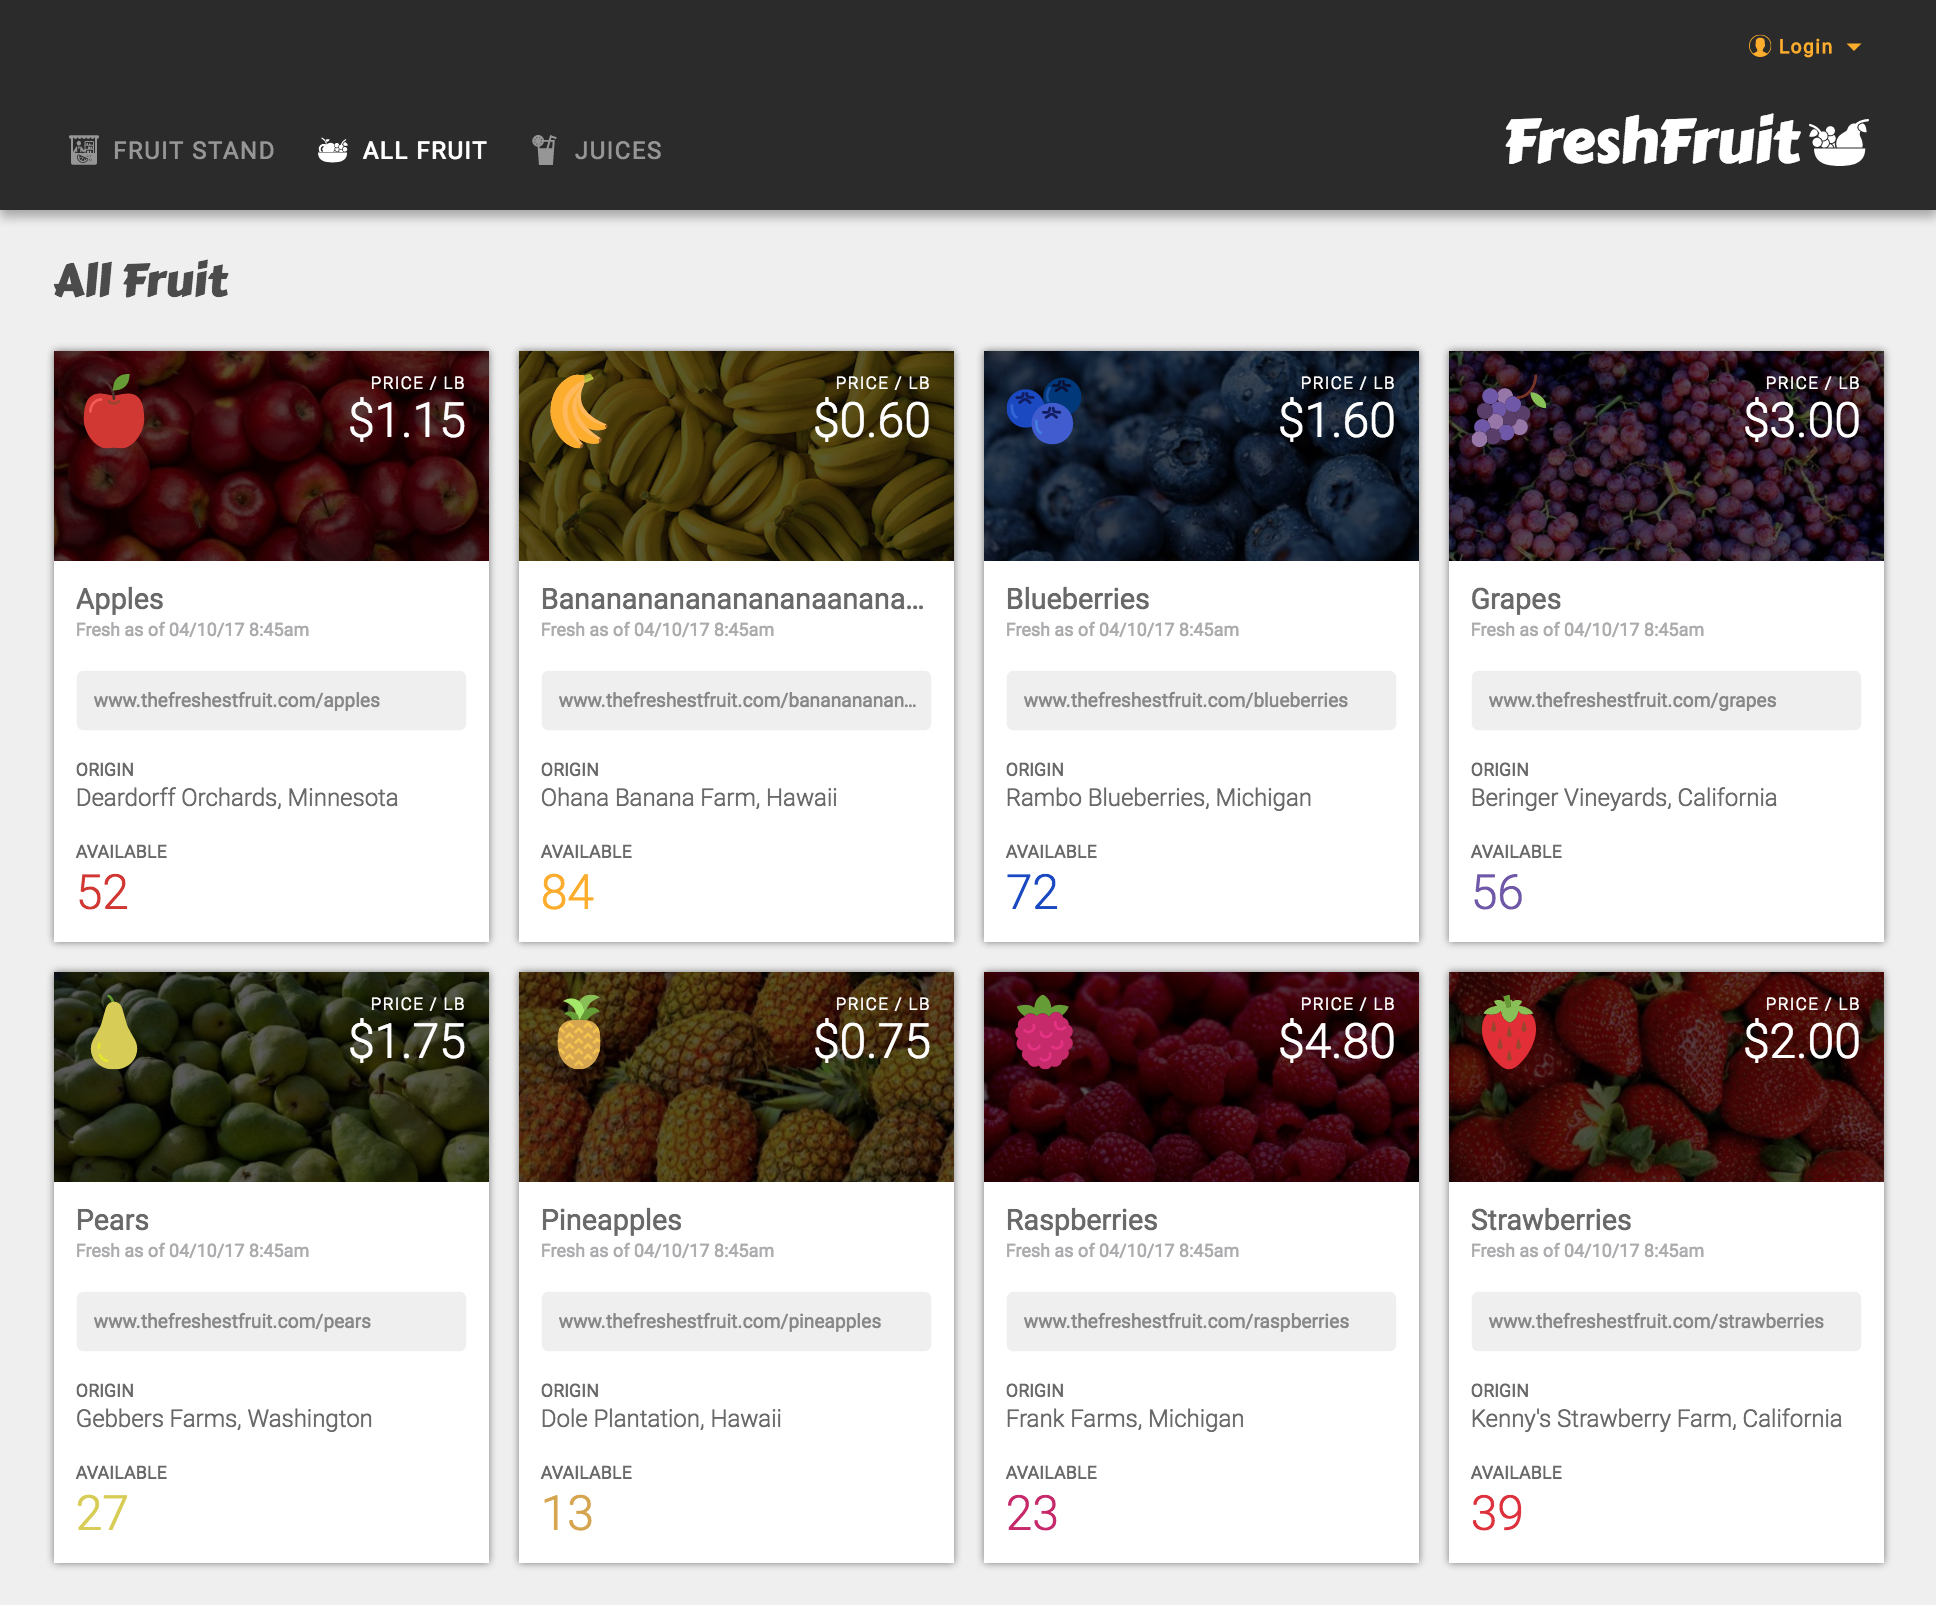 Login
FRUIT STAND
ALL FRUIT
JUICES
FreshFruit
All Fruit
PRICE / LB
$1.15
Apples
Fresh as of 04/10/17 8:45am
www.thefreshestfruit.com/apples
ORIGIN
Deardorff Orchards, Minnesota
AVAILABLE
52
PRICE / LB
$0.60
Banananananananaanana...
Fresh as of 04/10/17 8:45am
www.thefreshestfruit.com/banananana​n...
ORIGIN
Ohana Banana Farm, Hawaii
AVAILABLE
84
PRICE / LB
$1.60
Blueberries
Fresh as of 04/10/17 8:45am
www.thefreshestfruit.com/blueberries
ORIGIN
Rambo Blueberries, Michigan
AVAILABLE
72
PRICE / LB
$3.00
Grapes
Fresh as of 04/10/17 8:45am
www.thefreshestfruit.com/grapes
ORIGIN
Beringer Vineyards, California
AVAILABLE
56
PRICE / LB
$1.75
Pears
Fresh as of 04/10/17 8:45am
www.thefreshestfruit.com/pears
ORIGIN
Gebbers Farms, Washington
AVAILABLE
27
PRICE / LB
$0.75
Pineapples
Fresh as of 04/10/17 8:45am
www.thefreshestfruit.com/pineapples
ORIGIN
Dole Plantation, Hawaii
AVAILABLE
13
PRICE / LB
$4.80
Raspberries
Fresh as of 04/10/17 8:45am
www.thefreshestfruit.com/raspberries
ORIGIN
Frank Farms, Michigan
AVAILABLE
23
PRICE / LB
$2.00
Strawberries
Fresh as of 04/10/17 8:45am
www.thefreshestfruit.com/strawberries
ORIGIN
Kenny's Strawberry Farm, California
AVAILABLE
39